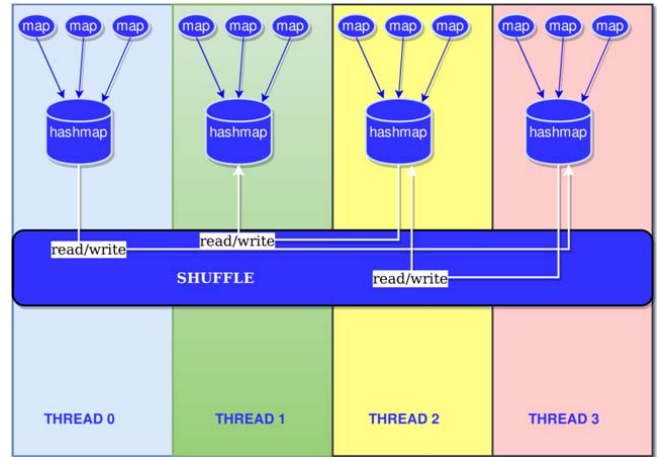 map map map map map map map map map map map map
hashmap hashmap hashmap hashmap
read/write read/write
SHUFFLE read/write
THREAD 0 THREAD 1 THREAD 2 THREAD 3